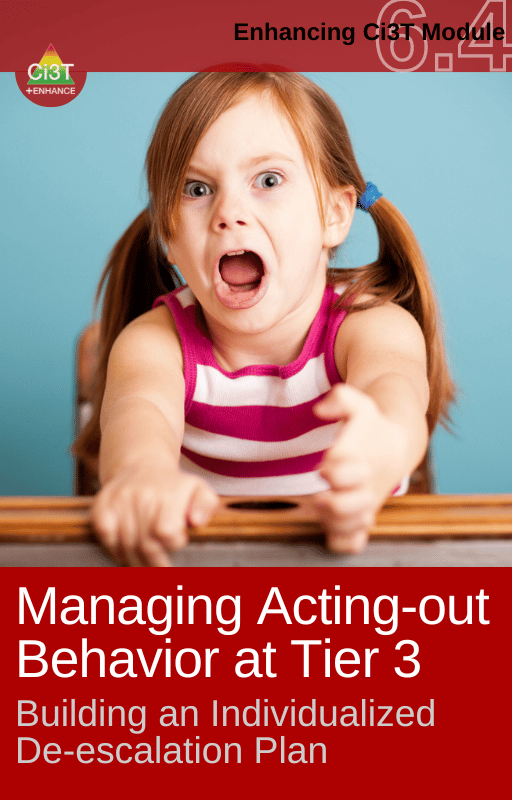 Enhancing Ci3T Module
6.4
Ci3T
+ENHANCE
Managing Acting-out
Behavior at Tier 3
Building an Individualized
De-escalation Plan